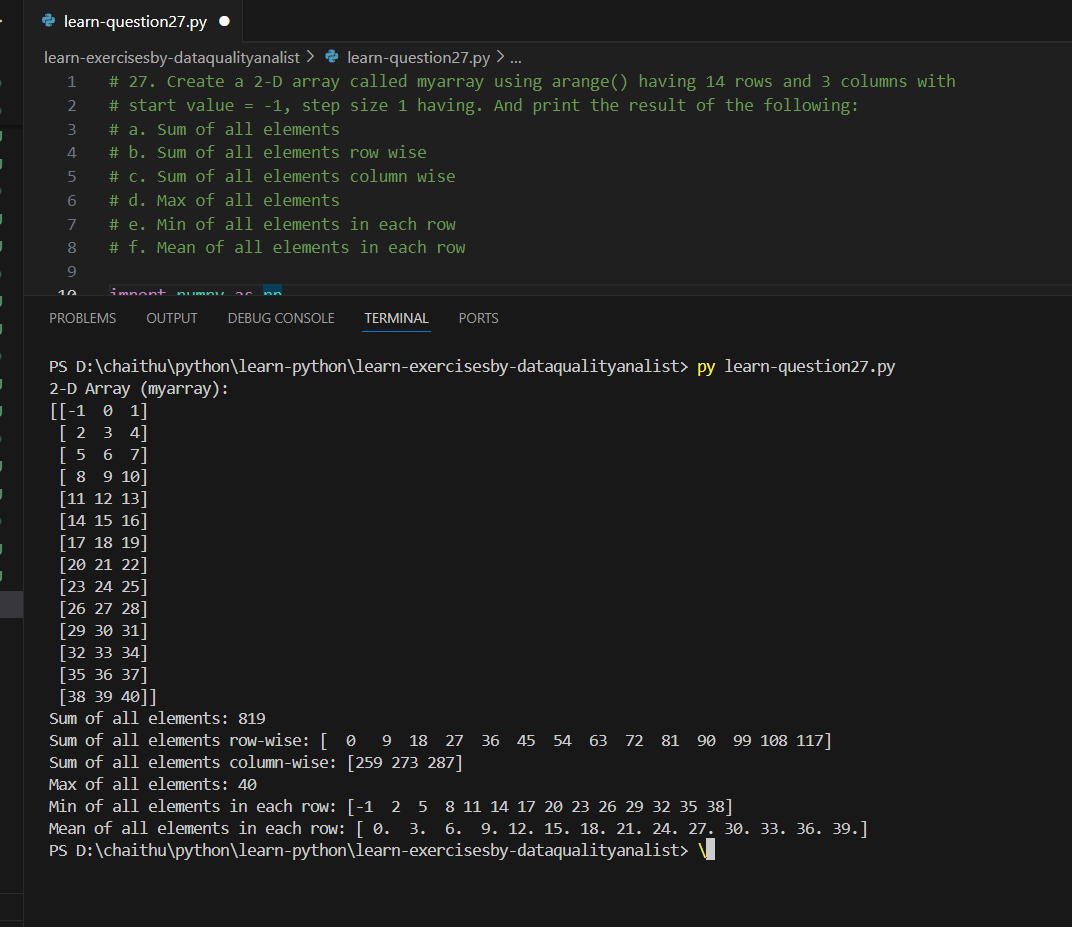 learn-question27.py
learn-exercisesby-dataqualityanalist > learn-question27.py > ...
1 # 27. Create a 2-D array called myarray using arange() having 14 rows and 3 columns with
2 # start value = -1, step size 1 having. And print the result of the following:
3 # a. Sum of all elements
4 # b. Sum of all elements row wise
5 # c. Sum of all elements column wise
6 # d. Max of all elements
7 # e. Min of all elements in each row
8 # f. Mean of all elements in each row
9
10 import numpy as np
PROBLEMS OUTPUT DEBUG CONSOLE TERMINAL PORTS
PS D:\chaithu\python\learn-python\learn-exercisesby-dataqualityanalist> py learn-question27.py
2-D Array (myarray):
[[-1  0  1]
 [ 2  3  4]
 [ 5  6  7]
 [ 8  9 10]
 [11 12 13]
 [14 15 16]
 [17 18 19]
 [20 21 22]
 [23 24 25]
 [26 27 28]
 [29 30 31]
 [32 33 34]
 [35 36 37]
 [38 39 40]]
Sum of all elements: 819
Sum of all elements row-wise: [  0   9  18  27  36  45  54  63  72  81  90  99 108 117]
Sum of all elements column-wise: [259 273 287]
Max of all elements: 40
Min of all elements in each row: [-1  2  5  8 11 14 17 20 23 26 29 32 35 38]
Mean of all elements in each row: [ 0.  3.  6.  9. 12. 15. 18. 21. 24. 27. 30. 33. 36. 39.]
PS D:\chaithu\python\learn-python\learn-exercisesby-dataqualityanalist> \